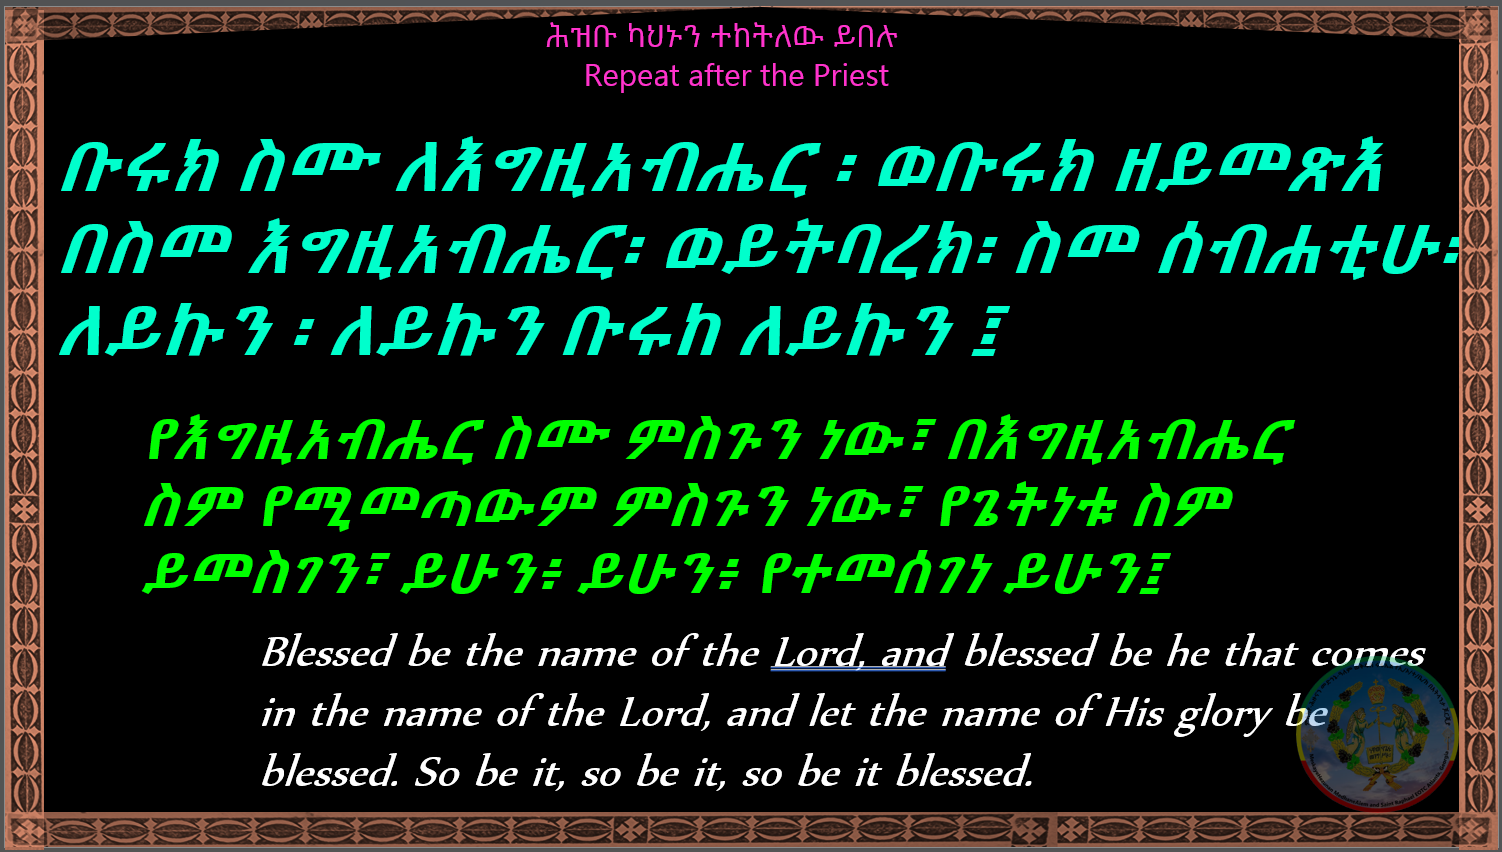 ሕዝቡ ካህኑን ተከትለው ይበሉ
Repeat after the Priest
ቡሩክ ስሙ ለእግዚአብሔር ፡ ወቡሩክ ዘይመጽእ
በስመ እግዚአብሔር፡ ወይትባረክ፡ ስመ ሰብሐቲሁ፡
ለይኩን ፡ ለይኩን ቡሩከ ለይኩን ፤
የእግዚአብሔር ስሙ ምስጉን ነው፣ በእግዚአብሔር
ስም የሚመጣውም ምስጉን ነው፣ የጌትነቱ ስም
ይመስገን፣ ይሁን፥ ይሁን፥ የተመሰገነ ይሁን፤
Blessed be the name of the Lord, and blessed be he that comes
in the name of the Lord, and let the name of His glory be
blessed. So be it, so be it, so be it blessed.